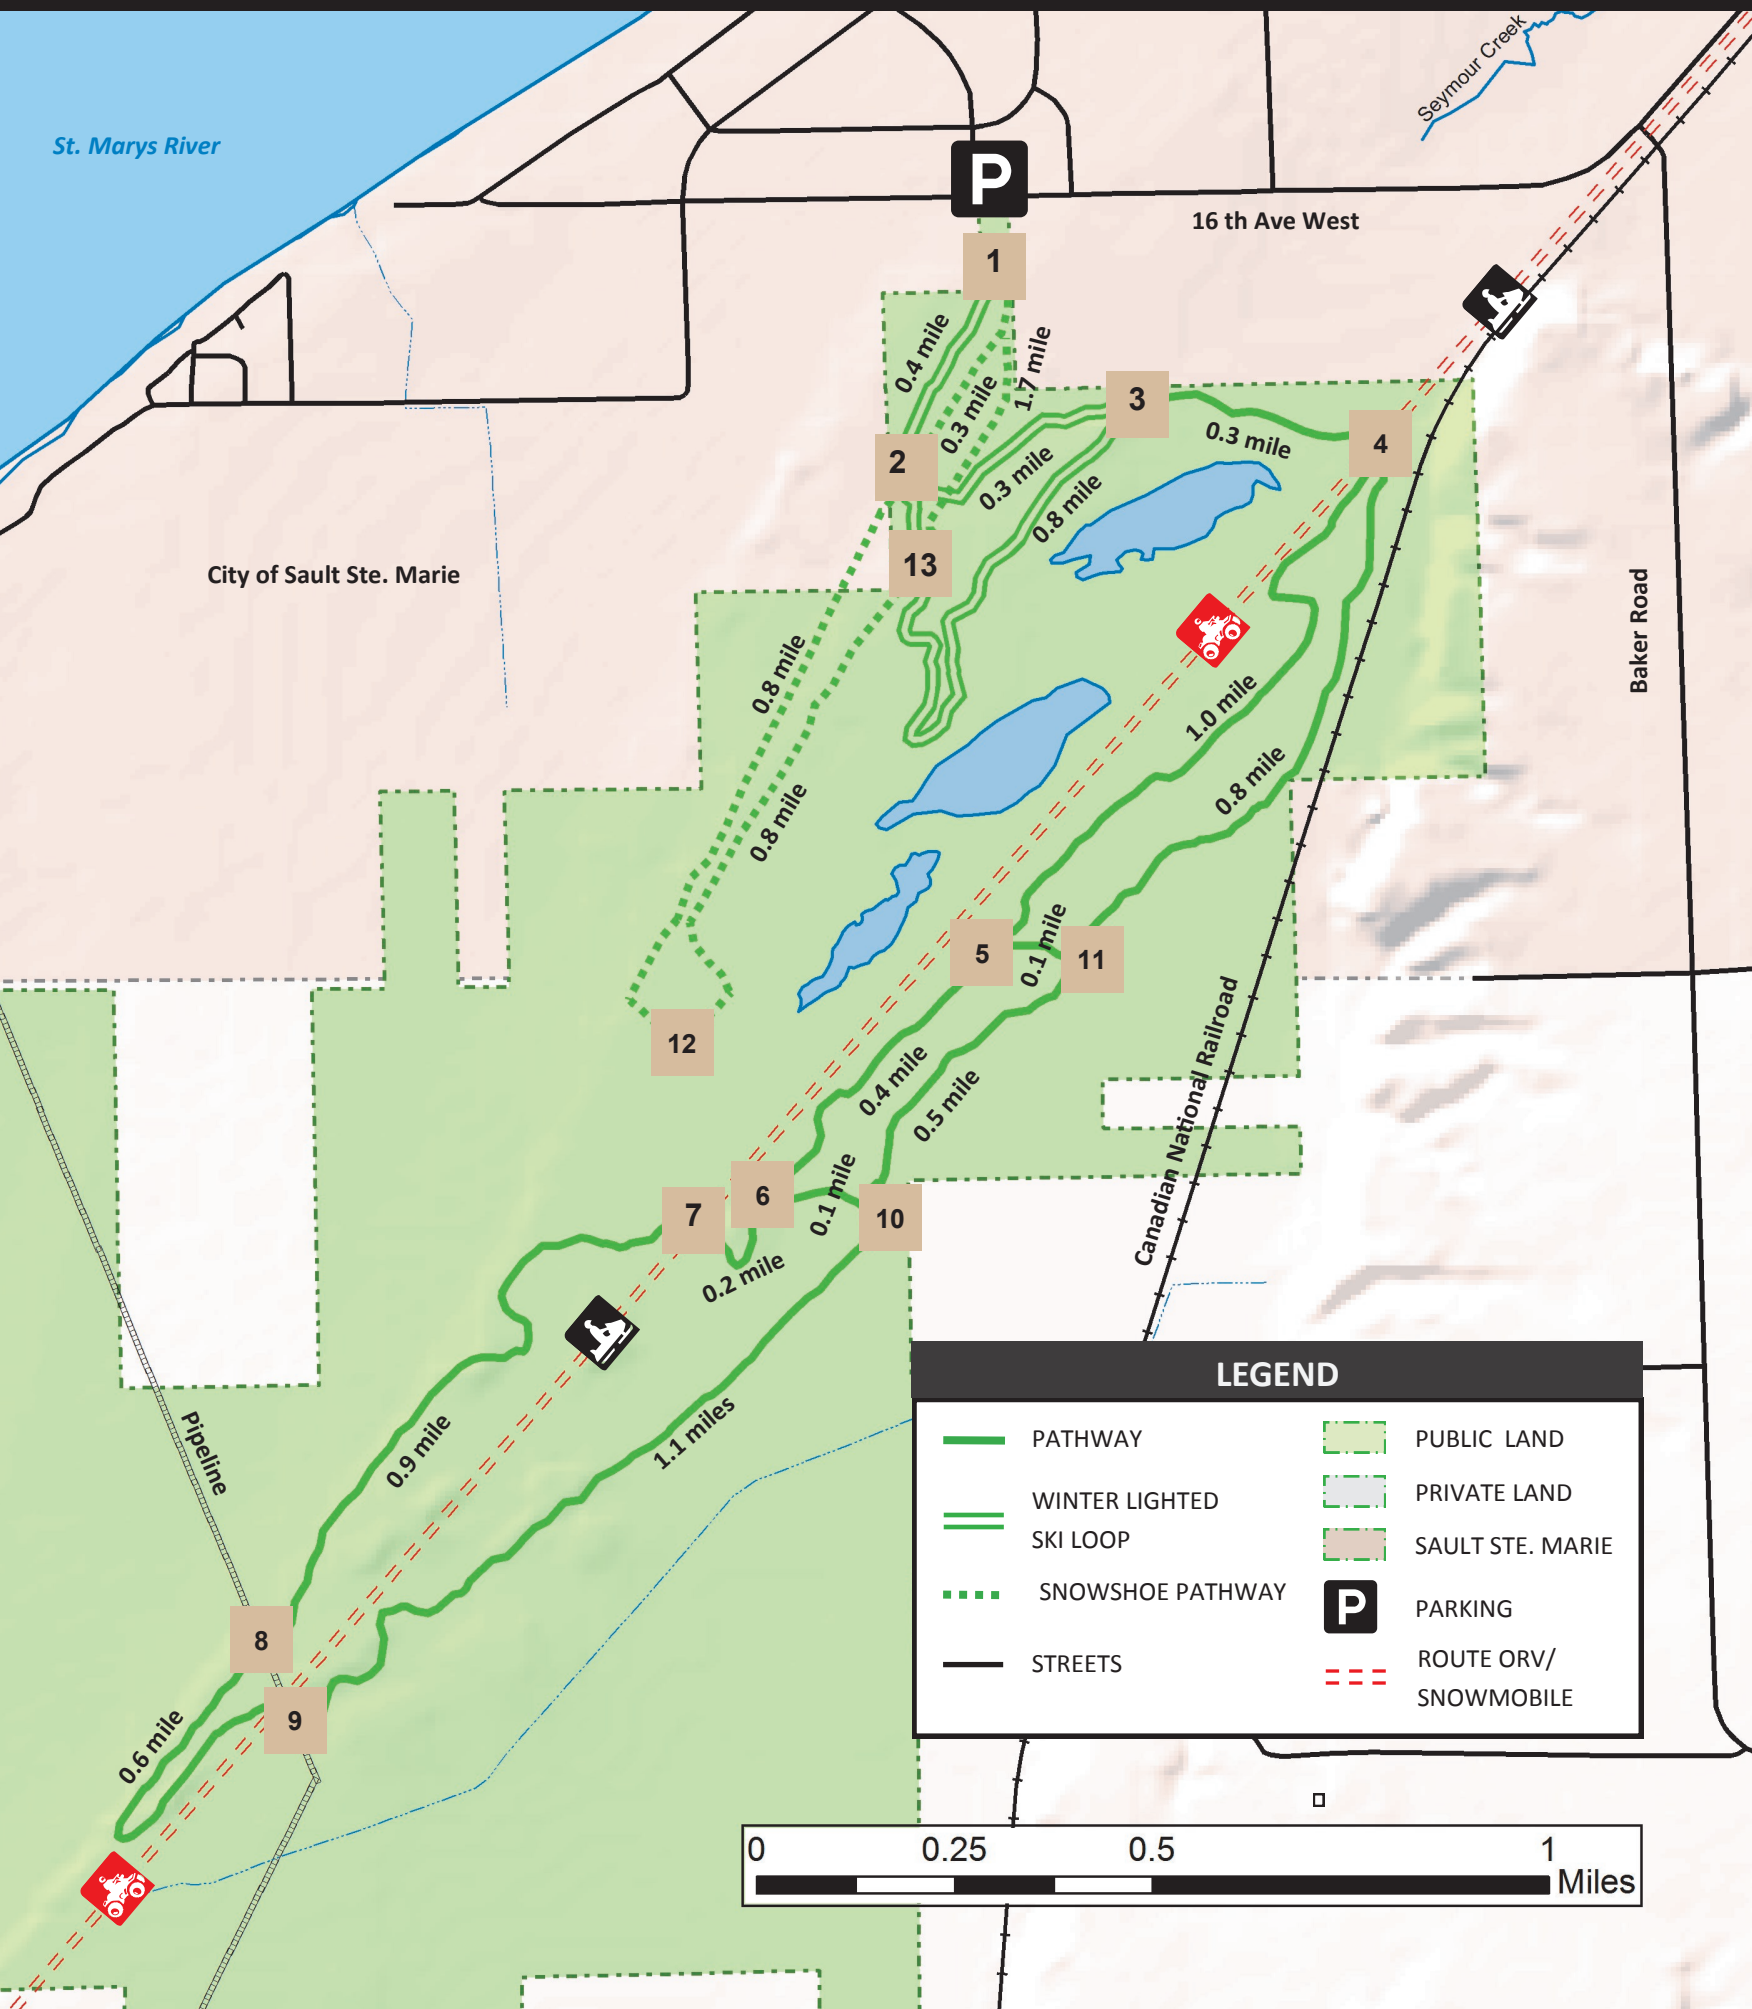 Seymour Creek
St. Marys River
P
16 th Ave West
1
0.4 mile
0.3 mile
1.7 mile
3
0.3 mile
4
2
0.3 mile
0.8 mile
13
City of Sault Ste. Marie
Baker Road
0.8 mile
0.8 mile
1.0 mile
0.8 mile
5
0.1 mile
11
12
Canadian National Railroad
0.4 mile
0.5 mile
6
7
0.1 mile
10
0.2 mile
Pipeline
0.9 mile
1.1 miles
8
9
0.6 mile
LEGEND
PATHWAY
WINTER LIGHTED
SKI LOOP
SNOWSHOE PATHWAY
STREETS
PUBLIC LAND
PRIVATE LAND
SAULT STE. MARIE
P
PARKING
ROUTE ORV/
SNOWMOBILE
0 0.25 0.5 1
Miles